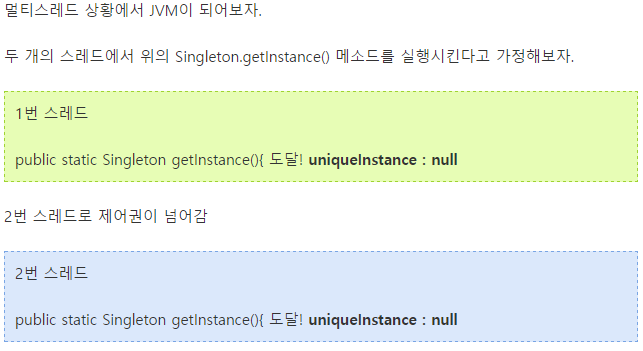 멀티스레드 상황에서 JVM이 되어보자.
두 개의 스레드에서 위의 Singleton.getInstance() 메소드를 실행시킨다고 가정해보자.
1번 스레드
public static Singleton getInstance(){ 도달! uniqueInstance : null
2번 스레드로 제어권이 넘어감
2번 스레드
public static Singleton getInstance(){ 도달! uniqueInstance : null